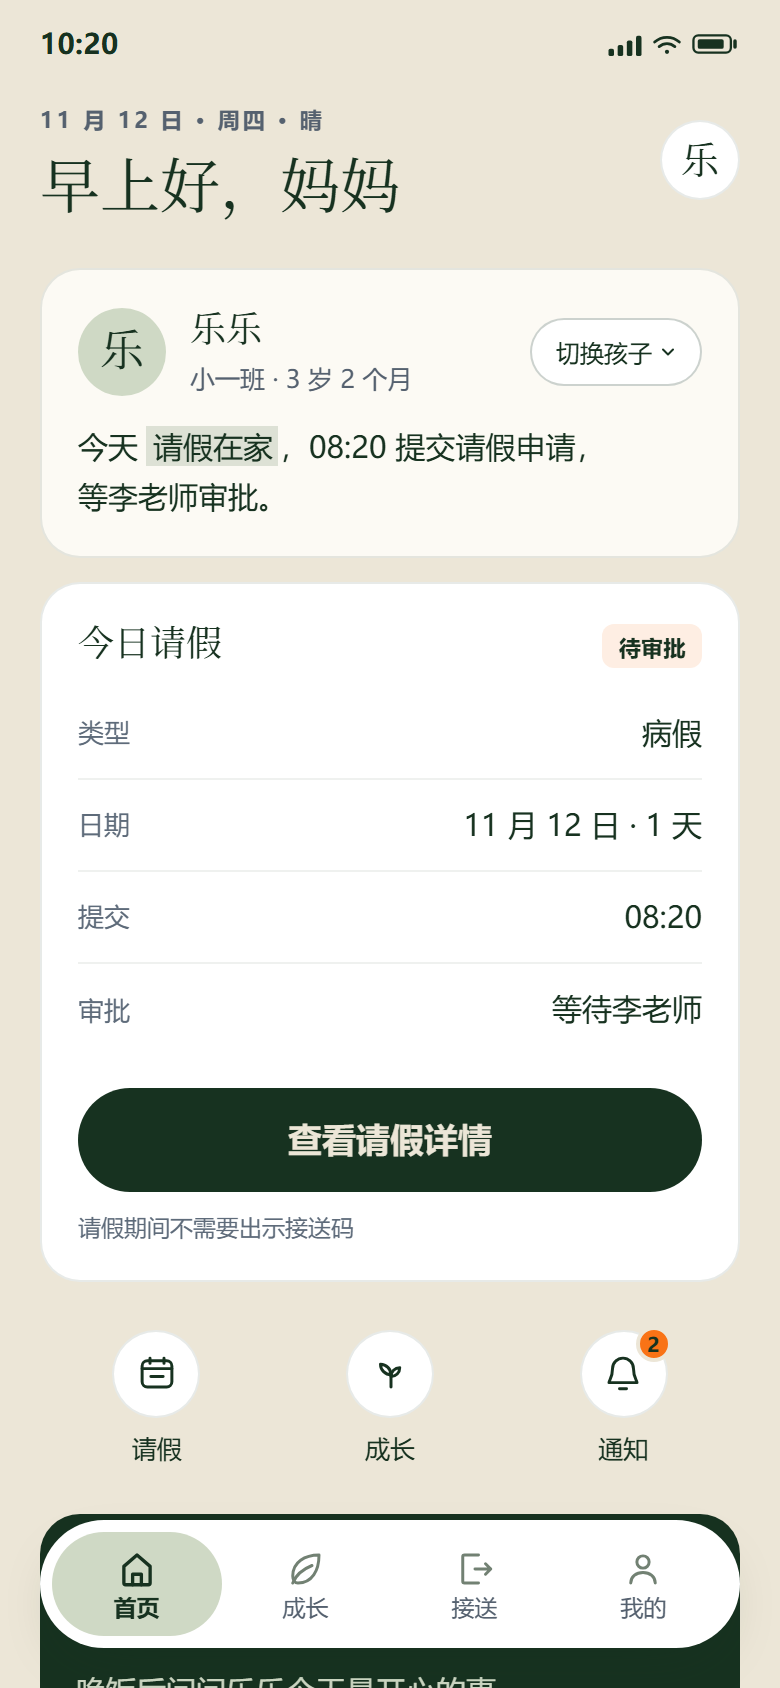 10:20
11 月 12 日 • 周四 • 晴
早上好，妈妈
乐
乐
乐乐
小一班 · 3 岁 2 个月
切换孩子
今天 请假在家，08:20 提交请假申请，
等李老师审批。
今日请假
待审批
类型
病假
日期
11 月 12 日 · 1 天
提交
08:20
审批
等待李老师
查看请假详情
请假期间不需要出示接送码
2
请假
成长
通知
首页
成长
接送
我的